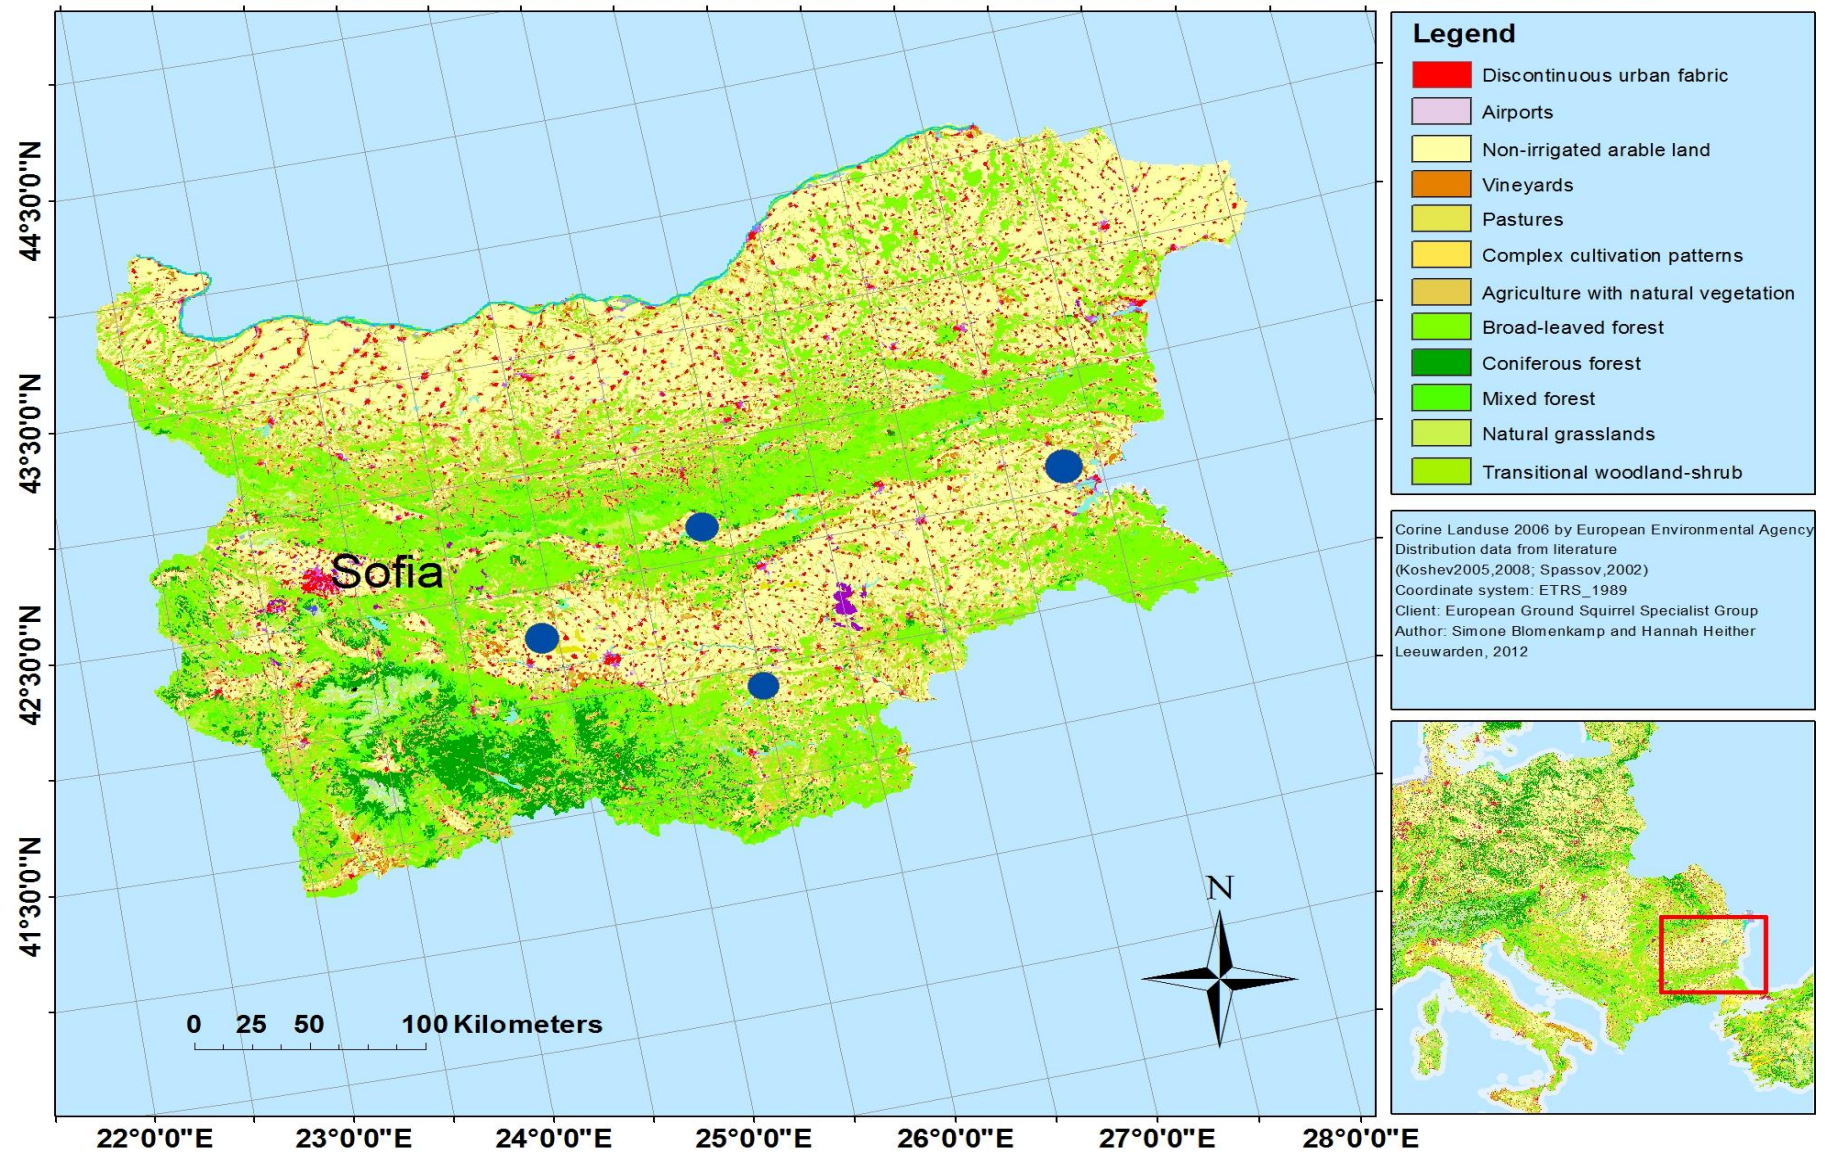 Legend
Discontinuous urban fabric
Airports
Non-irrigated arable land
Vineyards
Pastures
Complex cultivation patterns
Agriculture with natural vegetation
Broad-leaved forest
Coniferous forest
Mixed forest
Natural grasslands
Transitional woodland-shrub
Corine Landuse 2006 by European Environmental Agency
Distribution data from literature
(Koshev2005,2008; Spassov,2002)
Coordinate system: ETRS_1989
Client: European Ground Squirrel Specialist Group
Author: Simone Blomenkamp and Hannah Heither
Leeuwarden, 2012
44°30'0"N
43°30'0"N
42°30'0"N
41°30'0"N
Sofia
N
0 25 50 100 Kilometers
22°0'0"E 23°0'0"E 24°0'0"E 25°0'0"E 26°0'0"E 27°0'0"E 28°0'0"E